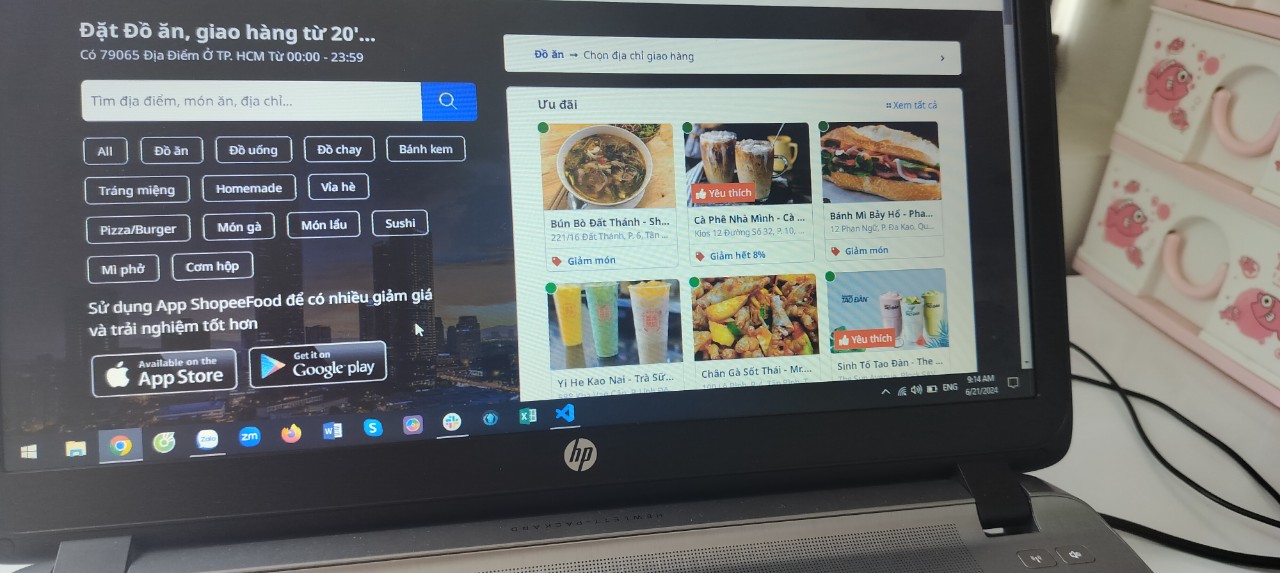 Đặt Đồ ăn, giao hàng từ 20'...
Có 79065 Địa Điểm Ở TP. HCM Từ 00:00 - 23:59
Tìm địa điểm, món ăn, địa chỉ...
All
Đồ ăn
Đồ uống
Đồ chay
Bánh kem
Tráng miệng
Homemade
Vỉa hè
Pizza/Burger
Món gà
Món lẩu
Sushi
Mì phở
Cơm hộp
Sử dụng App ShopeeFood để có nhiều giảm giá
và trải nghiệm tốt hơn
Available on the
App Store
Get it on
Google play
Đồ ăn → Chọn địa chỉ giao hàng
Ưu đãi
Xem tất cả
Bún Bò Đất Thánh - Sh...
221/16 Đất Thánh, P. 6, Tân ...
Giảm món
Yêu thích
Cà Phê Nhà Mình - Cà ...
Kios 12 Đường Số 32, P. 10, ...
Giảm hết 8%
Bánh Mì Bảy Hổ - Pha...
12 Phan Ngữ, P. Đa Kao, Qu...
Giảm món
Yi He Kao Nai - Trà Sữ...
Chân Gà Sốt Thái - Mr....
TAO ĐÀN
Yêu thích
Sinh Tố Tao Đàn - The ...
Zalo
zm
ENG
9:14 AM
6/21/2024
hp
HEWLETT-PACKARD